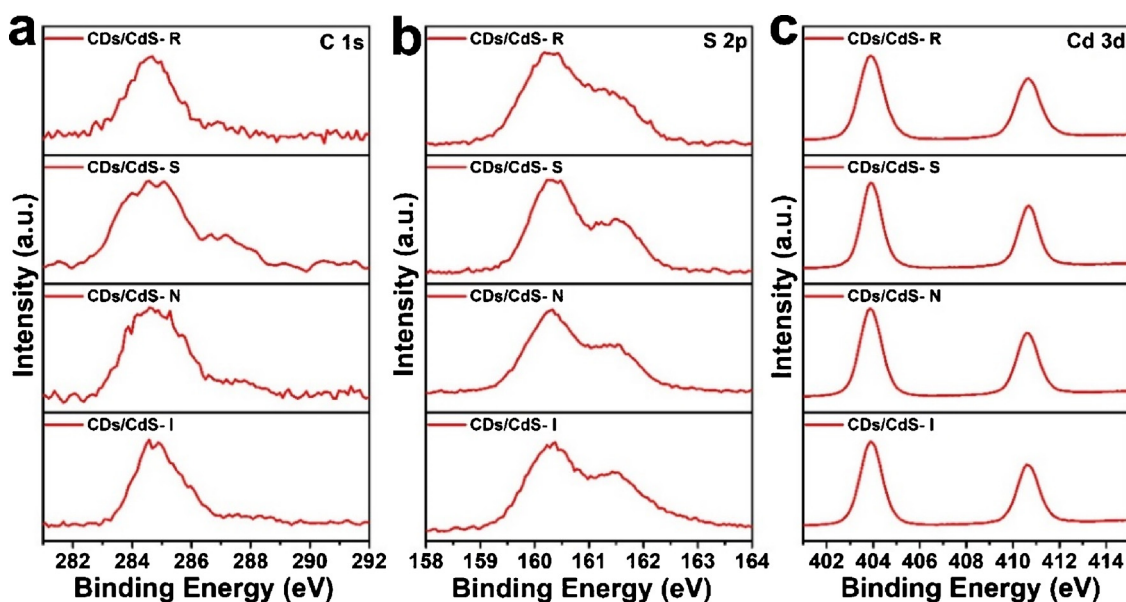 a
C 1s
CDs/CdS- R
CDs/CdS- S
CDs/CdS- N
CDs/CdS- I
Intensity (a.u.)
282 284 286 288 290 292
Binding Energy (eV)
b
S 2p
CDs/CdS- R
CDs/CdS- S
CDs/CdS- N
CDs/CdS- I
Intensity (a.u.)
158 159 160 161 162 163 164
Binding Energy (eV)
c
Cd 3d
CDs/CdS- R
CDs/CdS- S
CDs/CdS- N
CDs/CdS- I
Intensity (a.u.)
402 404 406 408 410 412 414
Binding Energy (eV)